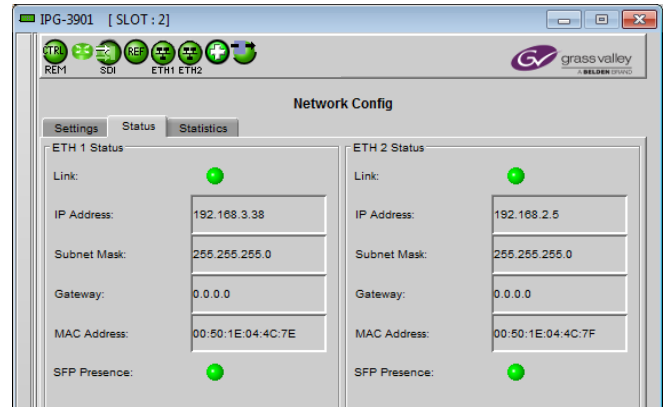 IPG-3901 [ SLOT : 2]
CTRL REF
REM SDI ETH1 ETH2
GV grass valley
A BELDEN BRAND
Network Config
Settings Status Statistics
ETH 1 Status
Link:
IP Address: 192.168.3.38
Subnet Mask: 255.255.255.0
Gateway: 0.0.0.0
MAC Address: 00:50:1E:04:4C:7E
SFP Presence:
ETH 2 Status
Link:
IP Address: 192.168.2.5
Subnet Mask: 255.255.255.0
Gateway: 0.0.0.0
MAC Address: 00:50:1E:04:4C:7F
SFP Presence: